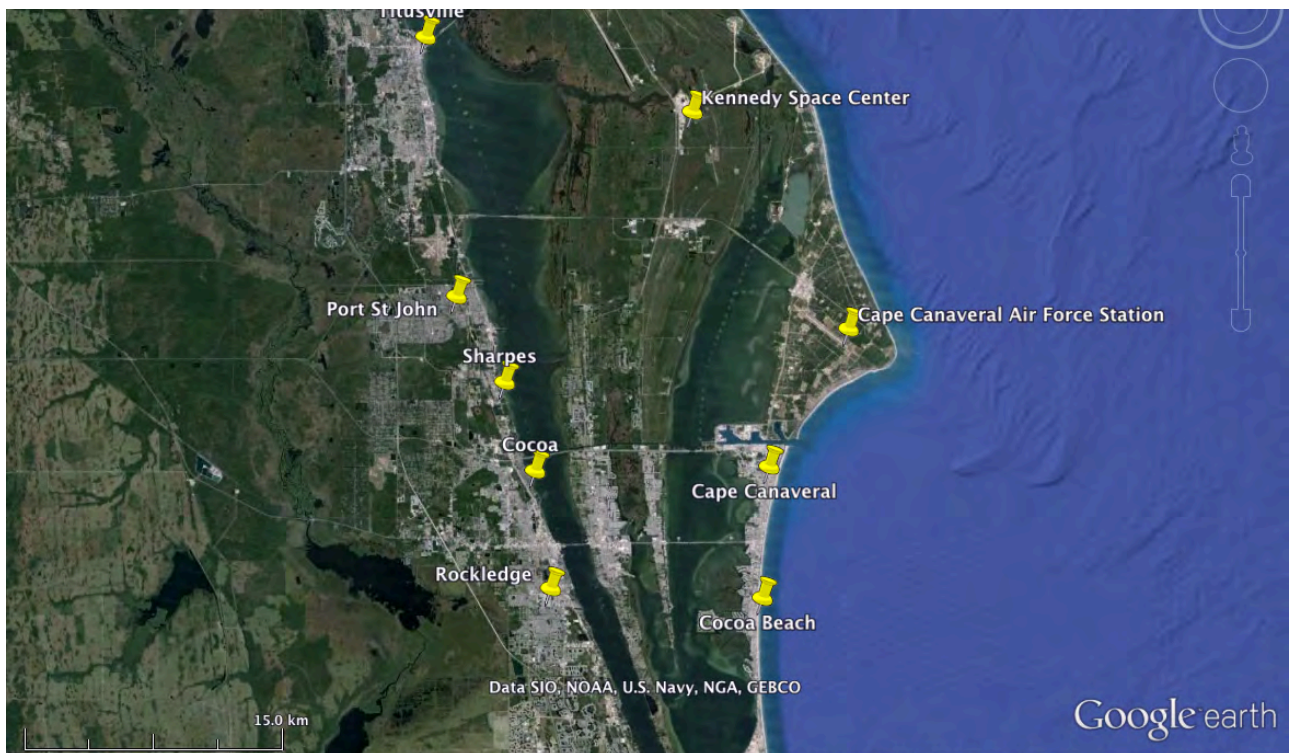 Titusville
Kennedy Space Center
Port St John
Cape Canaveral Air Force Station
Sharpes
Cocoa
Cape Canaveral
Rockledge
Cocoa Beach
Data SIO, NOAA, U.S. Navy, NGA, GEBCO
15.0 km
Google earth